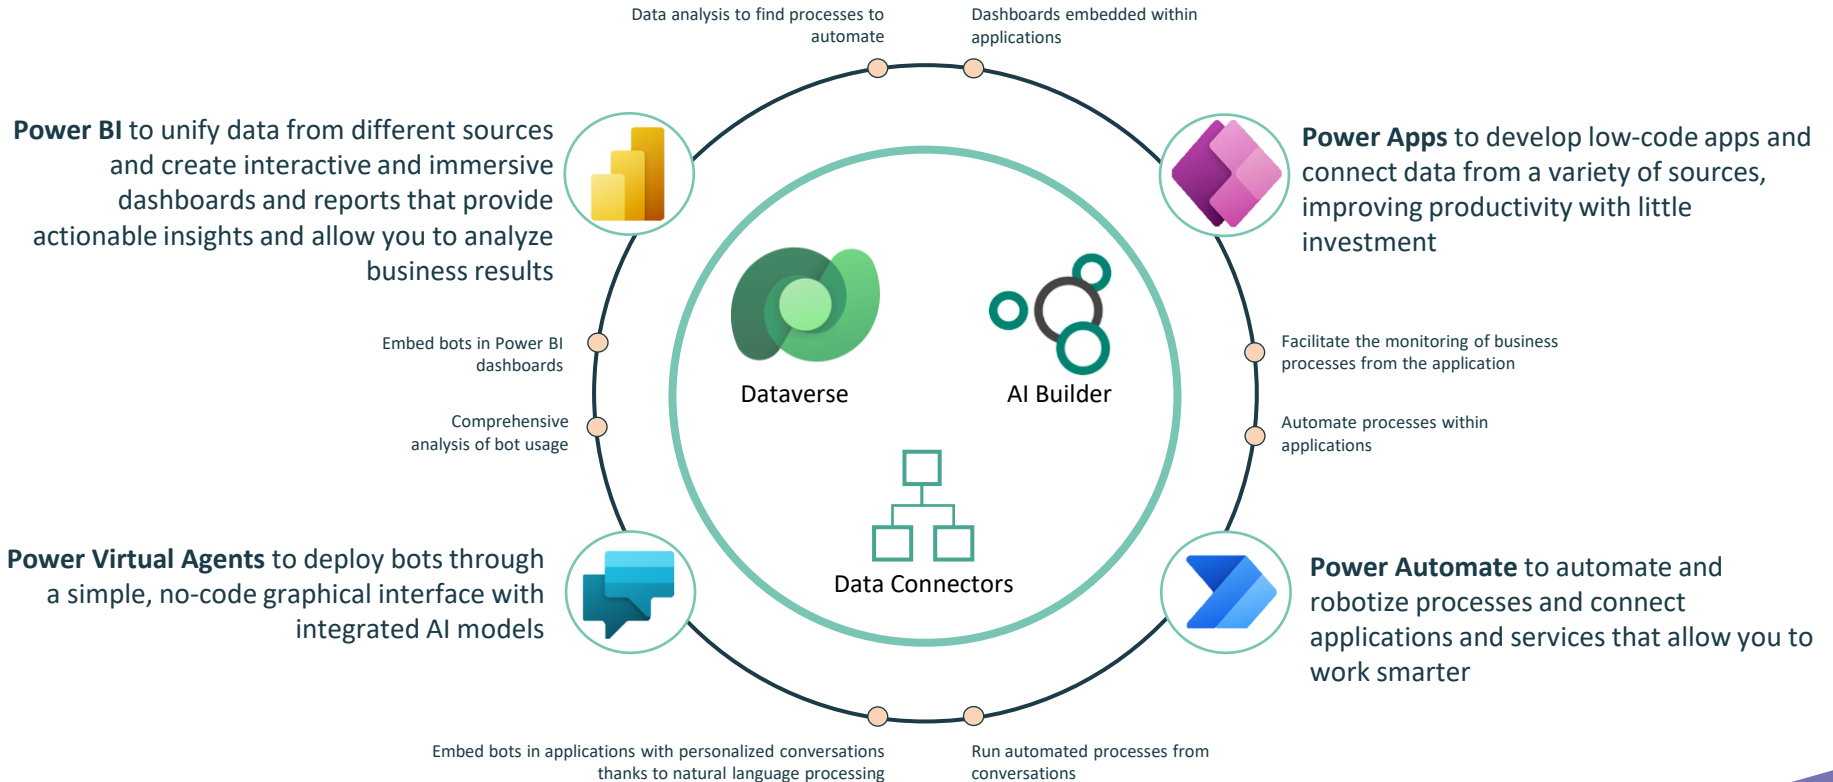 Data analysis to find processes to
automate
Dashboards embedded within
applications
Power BI to unify data from different sources
and create interactive and immersive
dashboards and reports that provide
actionable insights and allow you to analyze
business results
Power Apps to develop low-code apps and
connect data from a variety of sources,
improving productivity with little
investment
Embed bots in Power BI
dashboards
Comprehensive
analysis of bot usage
Dataverse
AI Builder
Data Connectors
Facilitate the monitoring of business
processes from the application
Automate processes within
applications
Power Virtual Agents to deploy bots through
a simple, no-code graphical interface with
integrated AI models
Power Automate to automate and
robotize processes and connect
applications and services that allow you to
work smarter
Embed bots in applications with personalized conversations
thanks to natural language processing
Run automated processes from
conversations